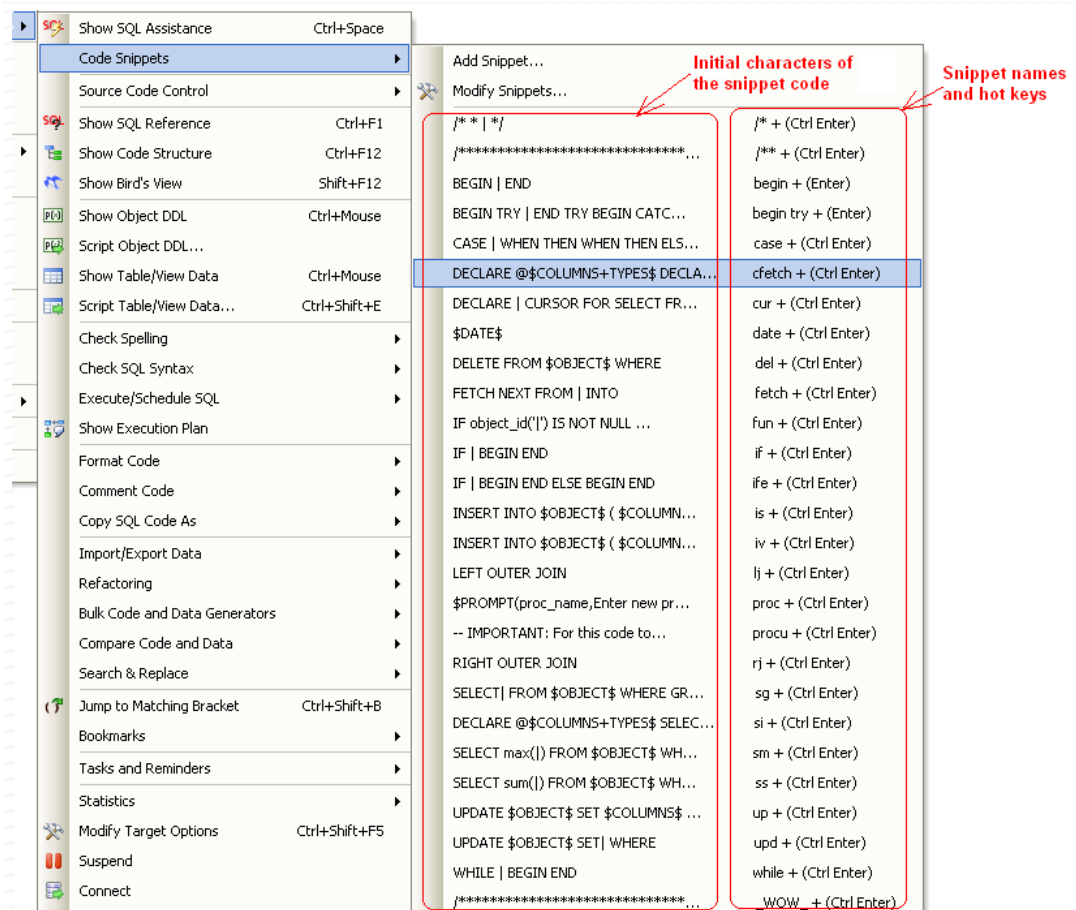 Show SQL Assistance Ctrl+Space
Code Snippets
Source Code Control
Show SQL Reference Ctrl+F1
Show Code Structure Ctrl+F12
Show Bird's View Shift+F12
Show Object DDL Ctrl+Mouse
Script Object DDL...
Show Table/View Data Ctrl+Mouse
Script Table/View Data... Ctrl+Shift+E
Check Spelling
Check SQL Syntax
Execute/Schedule SQL
Show Execution Plan
Format Code
Comment Code
Copy SQL Code As
Import/Export Data
Refactoring
Bulk Code and Data Generators
Compare Code and Data
Search & Replace
Jump to Matching Bracket Ctrl+Shift+B
Bookmarks
Tasks and Reminders
Statistics
Modify Target Options Ctrl+Shift+F5
Suspend
Connect
Add Snippet...
Modify Snippets...
Initial characters of
the snippet code
Snippet names
and hot keys
/* * | */ /* + (Ctrl Enter)
/******************************... /** + (Ctrl Enter)
BEGIN | END begin + (Enter)
BEGIN TRY | END TRY BEGIN CATC... begin try + (Enter)
CASE | WHEN THEN WHEN THEN ELS... case + (Ctrl Enter)
DECLARE @$COLUMNS+TYPES$ DECLA... cfetch + (Ctrl Enter)
DECLARE | CURSOR FOR SELECT FR... cur + (Ctrl Enter)
$DATE$ date + (Ctrl Enter)
DELETE FROM $OBJECT$ WHERE del + (Ctrl Enter)
FETCH NEXT FROM | INTO fetch + (Ctrl Enter)
IF object_id('|') IS NOT NULL ... fun + (Ctrl Enter)
IF | BEGIN END if + (Ctrl Enter)
IF | BEGIN END ELSE BEGIN END ife + (Ctrl Enter)
INSERT INTO $OBJECT$ ( $COLUMN... is + (Ctrl Enter)
INSERT INTO $OBJECT$ ( $COLUMN... iv + (Ctrl Enter)
LEFT OUTER JOIN lj + (Ctrl Enter)
$PROMPT(proc_name,Enter new pr... proc + (Ctrl Enter)
-- IMPORTANT: For this code to... procu + (Ctrl Enter)
RIGHT OUTER JOIN rj + (Ctrl Enter)
SELECT| FROM $OBJECT$ WHERE GR... sg + (Ctrl Enter)
DECLARE @$COLUMNS+TYPES$ SELEC... si + (Ctrl Enter)
SELECT max(|) FROM $OBJECT$ WH... sm + (Ctrl Enter)
SELECT sum(|) FROM $OBJECT$ WH... ss + (Ctrl Enter)
UPDATE $OBJECT$ SET $COLUMNS$ ... up + (Ctrl Enter)
UPDATE $OBJECT$ SET| WHERE upd + (Ctrl Enter)
WHILE | BEGIN END while + (Ctrl Enter)
/******************************... _WOW_ + (Ctrl Enter)